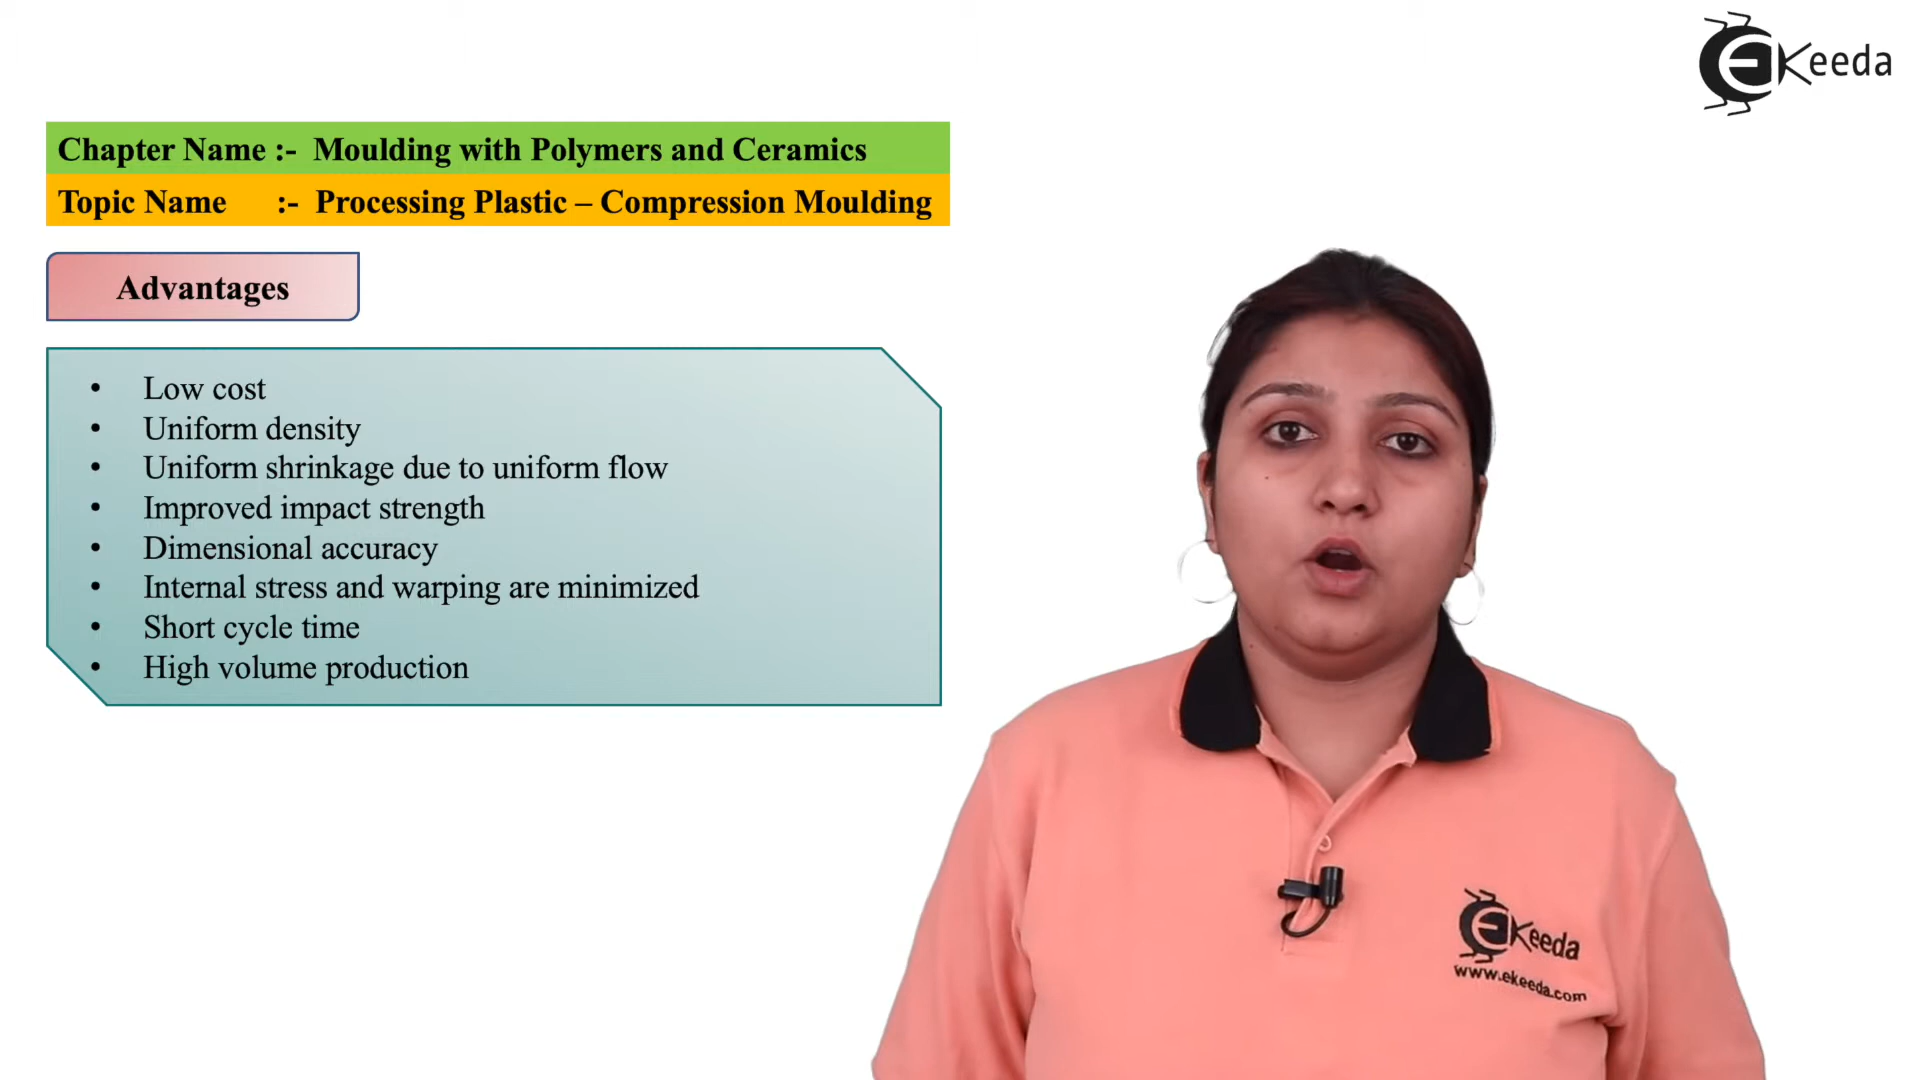 EKeeda
Chapter Name :- Moulding with Polymers and Ceramics
Topic Name :- Processing Plastic – Compression Moulding
Advantages
• Low cost
• Uniform density
• Uniform shrinkage due to uniform flow
• Improved impact strength
• Dimensional accuracy
• Internal stress and warping are minimized
• Short cycle time
• High volume production
EKeeda
www.ekeeda.com